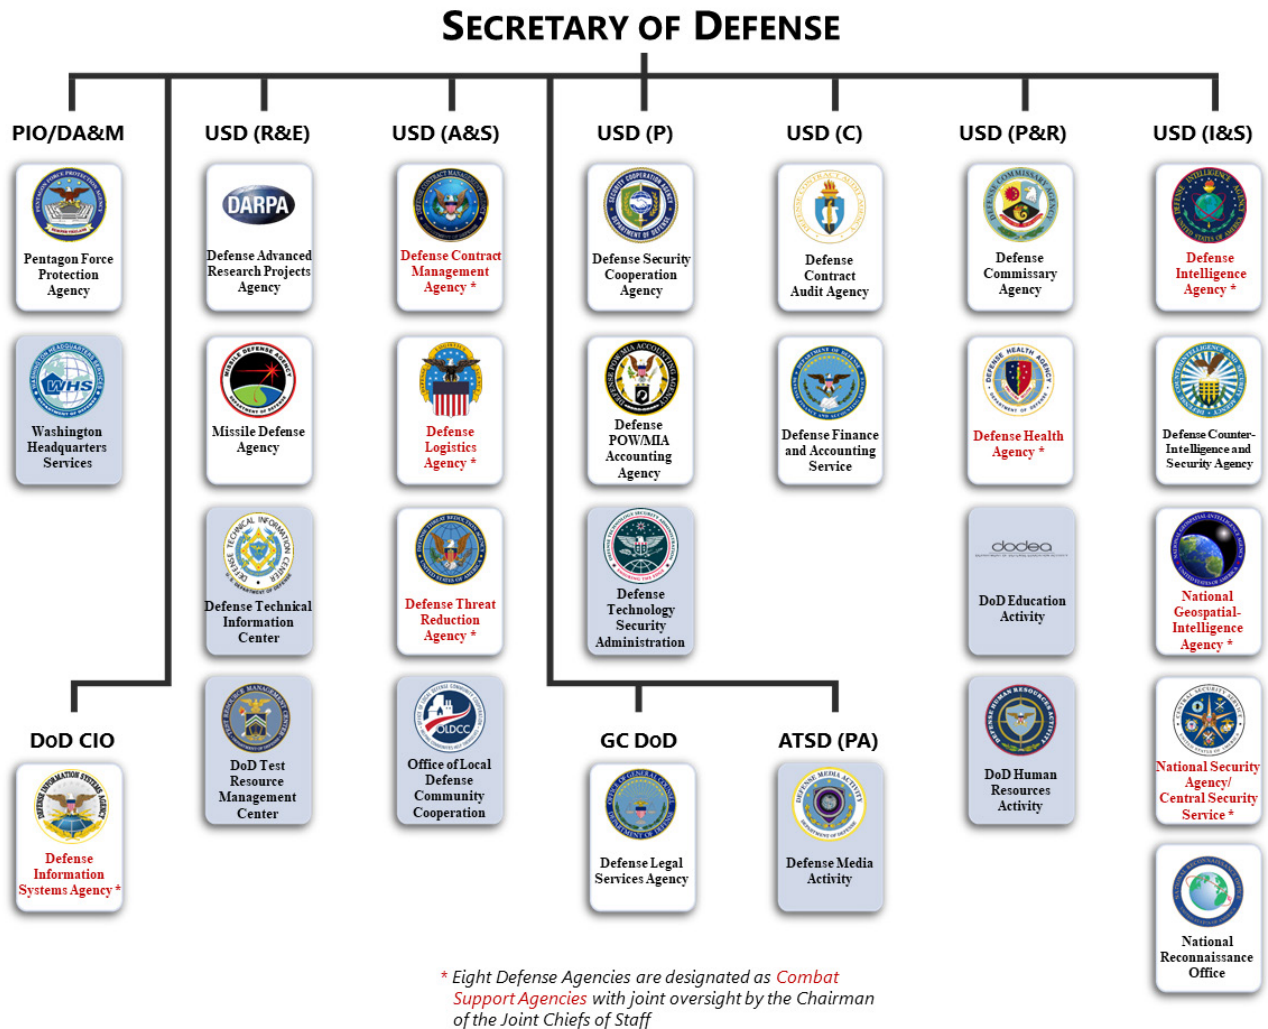 SECRETARY OF DEFENSE
PIO/DA&M
USD (R&E)
USD (A&S)
USD (P)
USD (C)
USD (P&R)
USD (I&S)
Pentagon Force
Protection
Agency
DARPA
Defense Advanced
Research Projects
Agency
Defense Contract
Management
Agency *
Defense Security
Cooperation
Agency
Defense
Contract
Audit Agency
Defense
Commissary
Agency
Defense
Intelligence
Agency *
WHS
Washington
Headquarters
Services
Missile Defense
Agency
Defense
Logistics
Agency *
Defense
POW/MIA
Accounting
Agency
Defense Finance
and Accounting
Service
Defense Health
Agency *
Defense Counter-
Intelligence and
Security Agency
Defense Technical
Information
Center
Defense Threat
Reduction
Agency *
Defense
Technology
Security
Administration
dodea
DoD Education
Activity
National
Geospatial-
Intelligence
Agency *
DoD CIO
Defense
Information
Systems Agency *
DoD Test
Resource
Management
Center
OLDCC
Office of Local
Defense
Community
Cooperation
GC DoD
Defense Legal
Services Agency
ATSD (PA)
Defense Media
Activity
DoD Human
Resources
Activity
National Security
Agency/
Central Security
Service *
National
Reconnaissance
Office
* Eight Defense Agencies are designated as Combat
Support Agencies with joint oversight by the Chairman
of the Joint Chiefs of Staff